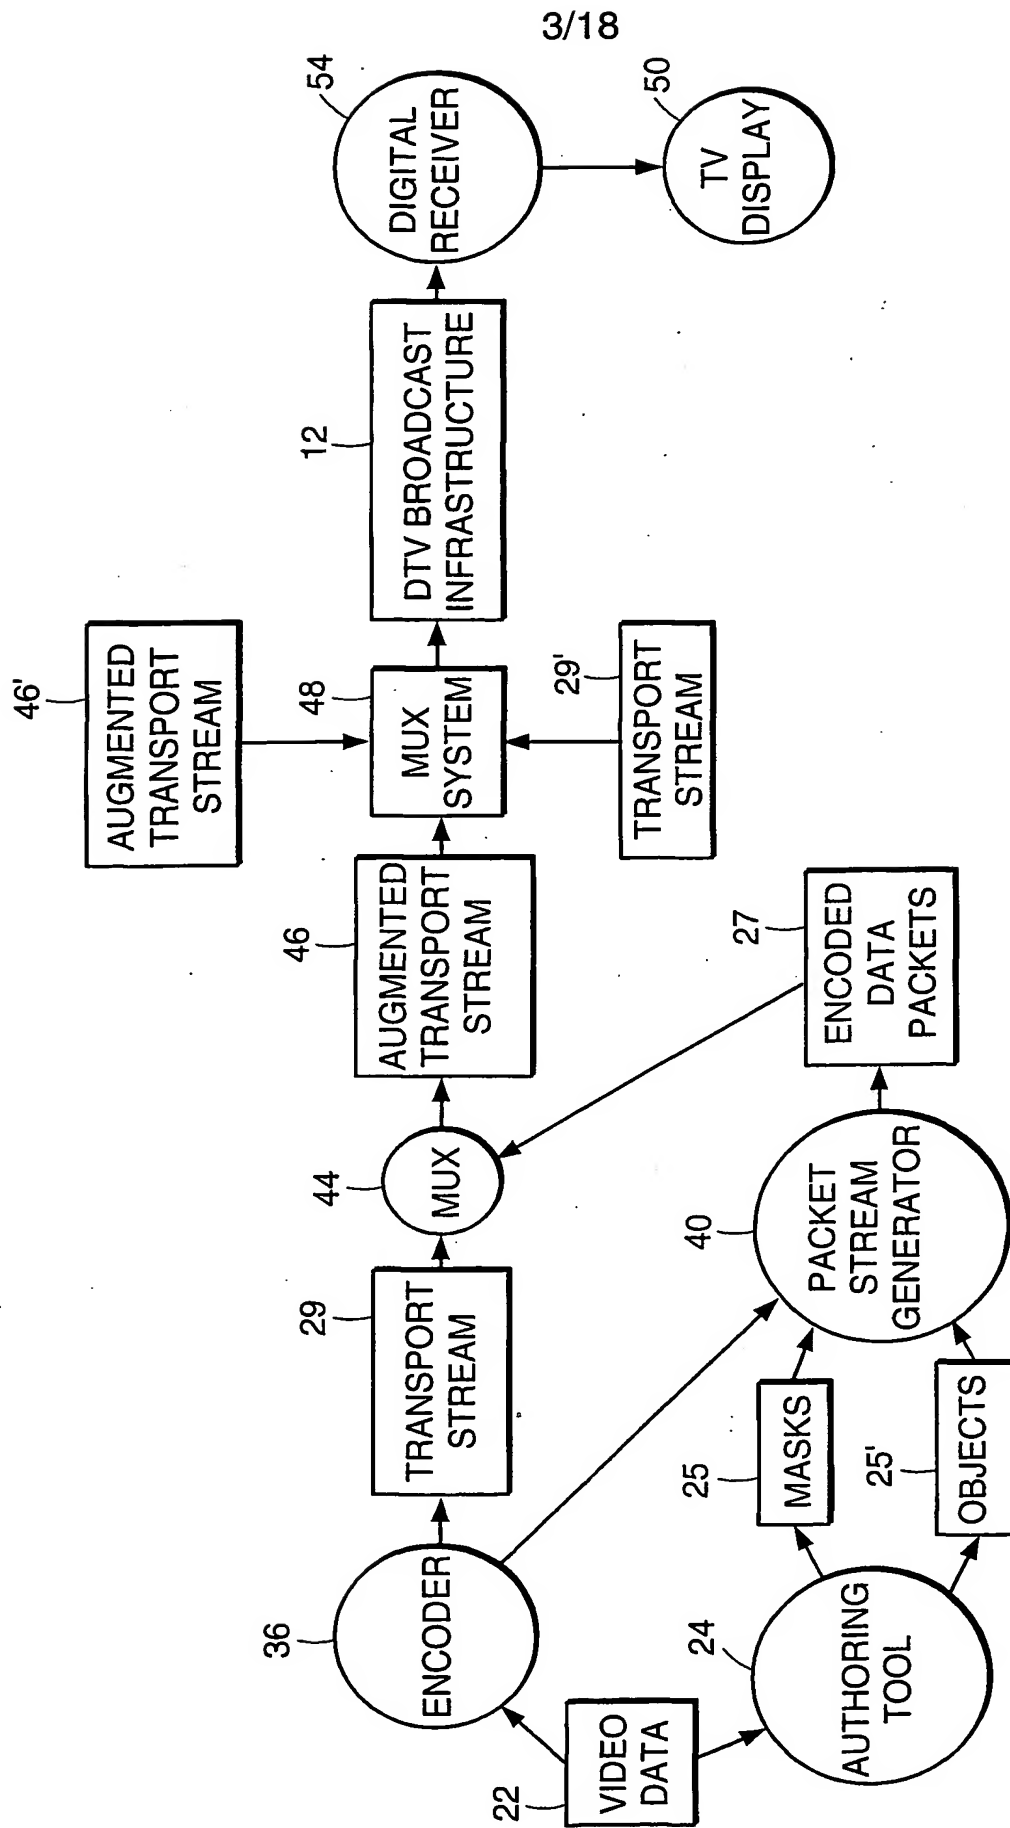 3/18
22
VIDEO
DATA
36
ENCODER
24
AUTHORING
TOOL
29
TRANSPORT
STREAM
25
MASKS
25'
OBJECTS
44
MUX
40
PACKET
STREAM
GENERATOR
46
AUGMENTED
TRANSPORT
STREAM
27
ENCODED
DATA
PACKETS
46'
AUGMENTED
TRANSPORT
STREAM
48
MUX
SYSTEM
29'
TRANSPORT
STREAM
12
DTV BROADCAST
INFRASTRUCTURE
54
DIGITAL
RECEIVER
50
TV
DISPLAY